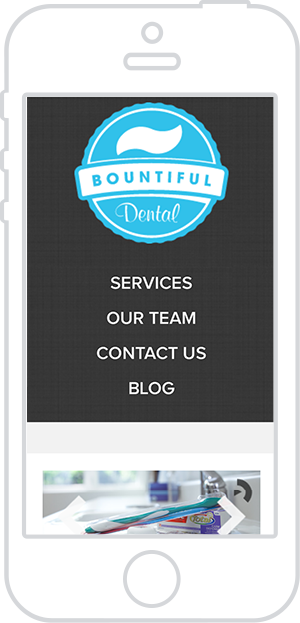 BOUNTIFUL
Dental
SERVICES
OUR TEAM
CONTACT US
BLOG